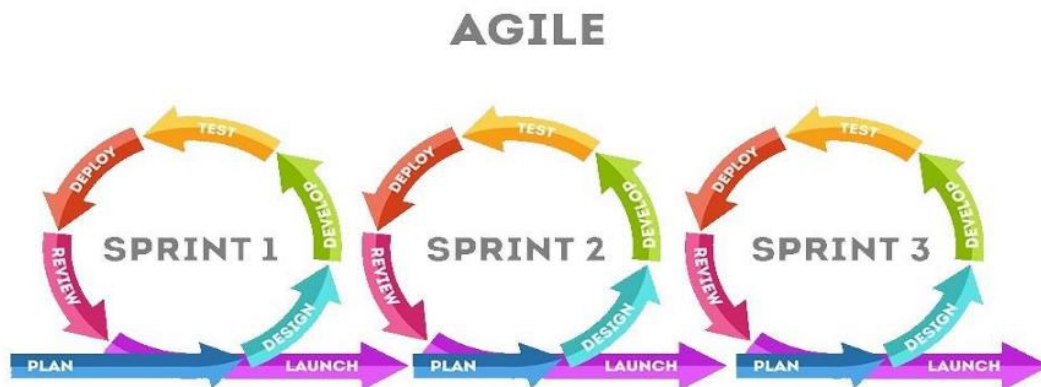 AGILE
TEST TEST TEST
DEPLOY DEPLOY DEPLOY
DEVELOP DEVELOP DEVELOP
SPRINT 1 SPRINT 2 SPRINT 3
REVIEW REVIEW REVIEW
DESIGN DESIGN DESIGN
PLAN LAUNCH PLAN LAUNCH PLAN LAUNCH